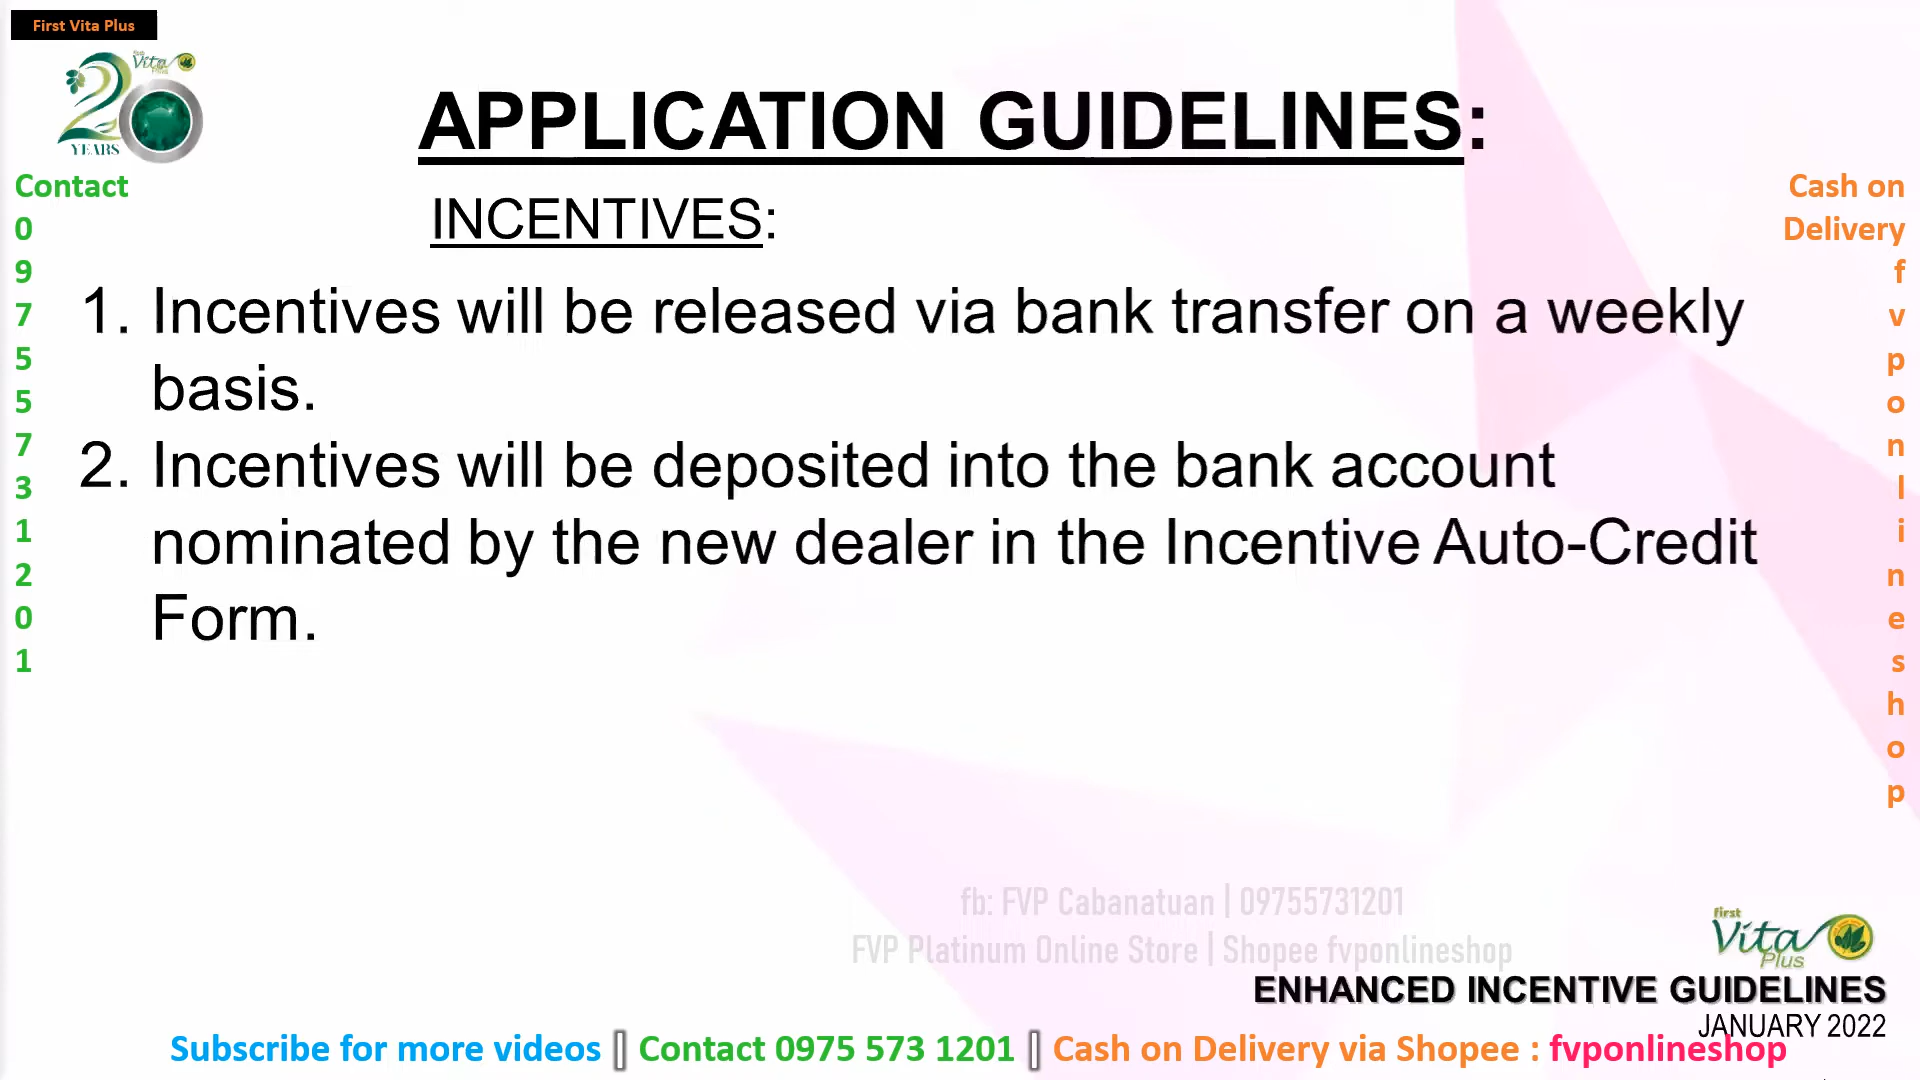 First Vita Plus
First
Vita
Plus
20
YEARS
APPLICATION GUIDELINES:
INCENTIVES:
1. Incentives will be released via bank transfer on a weekly
basis.
2. Incentives will be deposited into the bank account
nominated by the new dealer in the Incentive Auto-Credit
Form.
Contact
0
9
7
5
5
7
3
1
2
0
1
Cash on
Delivery
f
v
p
o
n
l
i
n
e
s
h
o
p
fb: FVP Cabanatuan | 09755731201
FVP Platinum Online Store | Shopee fvponlineshop
First
Vita
Plus
ENHANCED INCENTIVE GUIDELINES
JANUARY 2022
Subscribe for more videos | Contact 0975 573 1201 | Cash on Delivery via Shopee : fvponlineshop